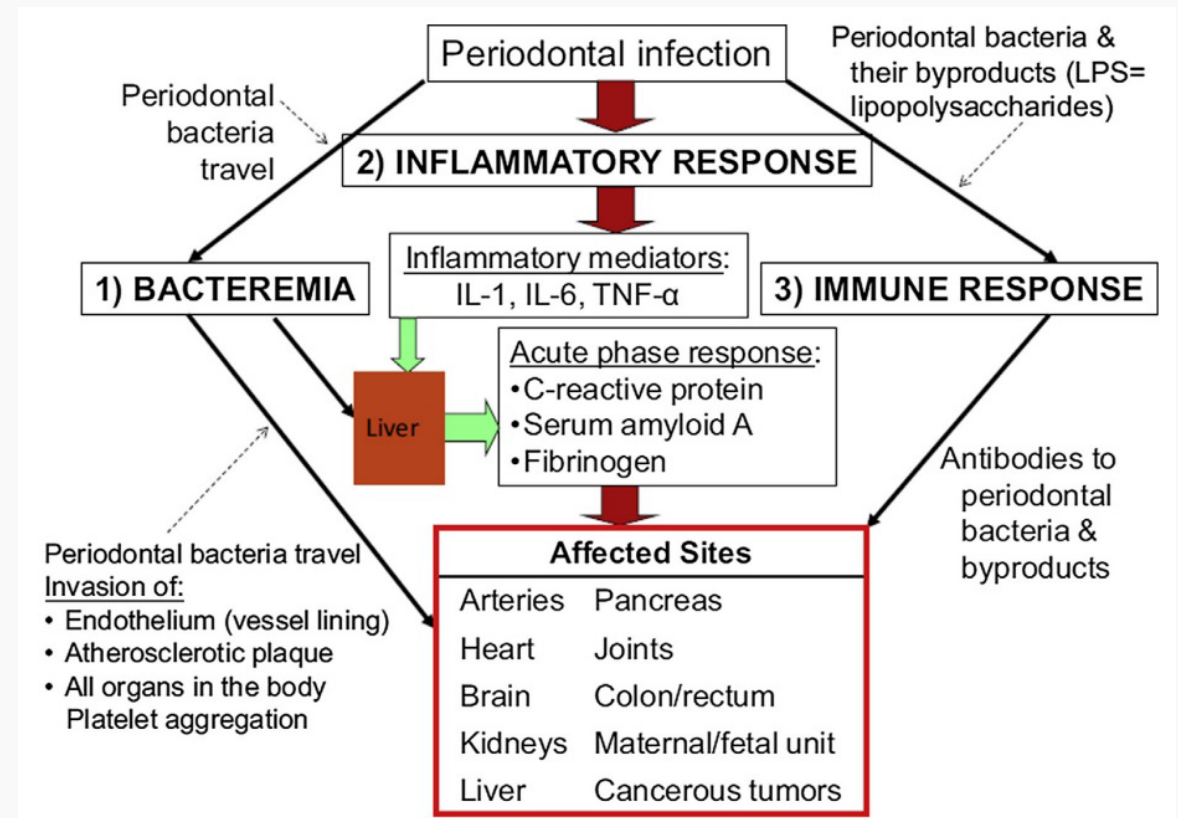 Periodontal infection
Periodontal bacteria &
their byproducts (LPS=
lipopolysaccharides)
Periodontal
bacteria
travel
2) INFLAMMATORY RESPONSE
Inflammatory mediators:
IL-1, IL-6, TNF-α
1) BACTEREMIA
3) IMMUNE RESPONSE
Acute phase response:
•C-reactive protein
•Serum amyloid A
•Fibrinogen
Liver
Antibodies to
periodontal
bacteria &
byproducts
Periodontal bacteria travel
Invasion of:
• Endothelium (vessel lining)
• Atherosclerotic plaque
• All organs in the body
Platelet aggregation
Affected Sites
Arteries Pancreas
Heart Joints
Brain Colon/rectum
Kidneys Maternal/fetal unit
Liver Cancerous tumors